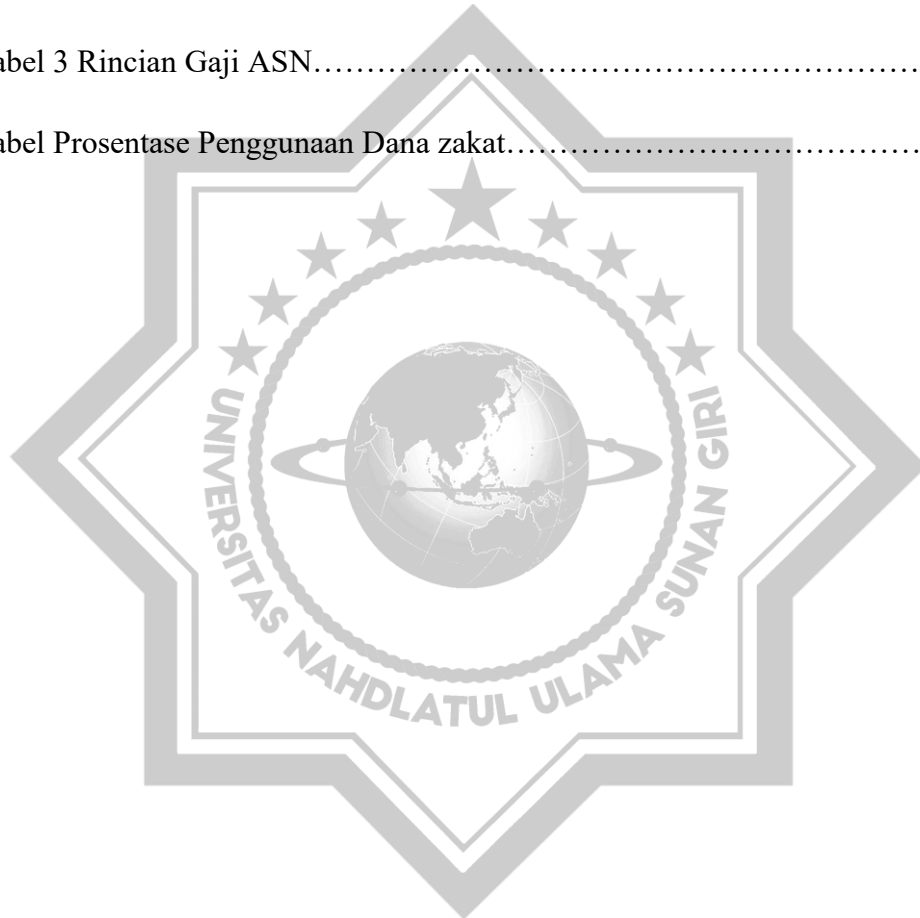 abel 3 Rincian Gaji ASN……………………………………………………
abel Prosentase Penggunaan Dana zakat…………………………………
UNIVERSITAS NAHDLATUL ULAMA SUNAN GIRI